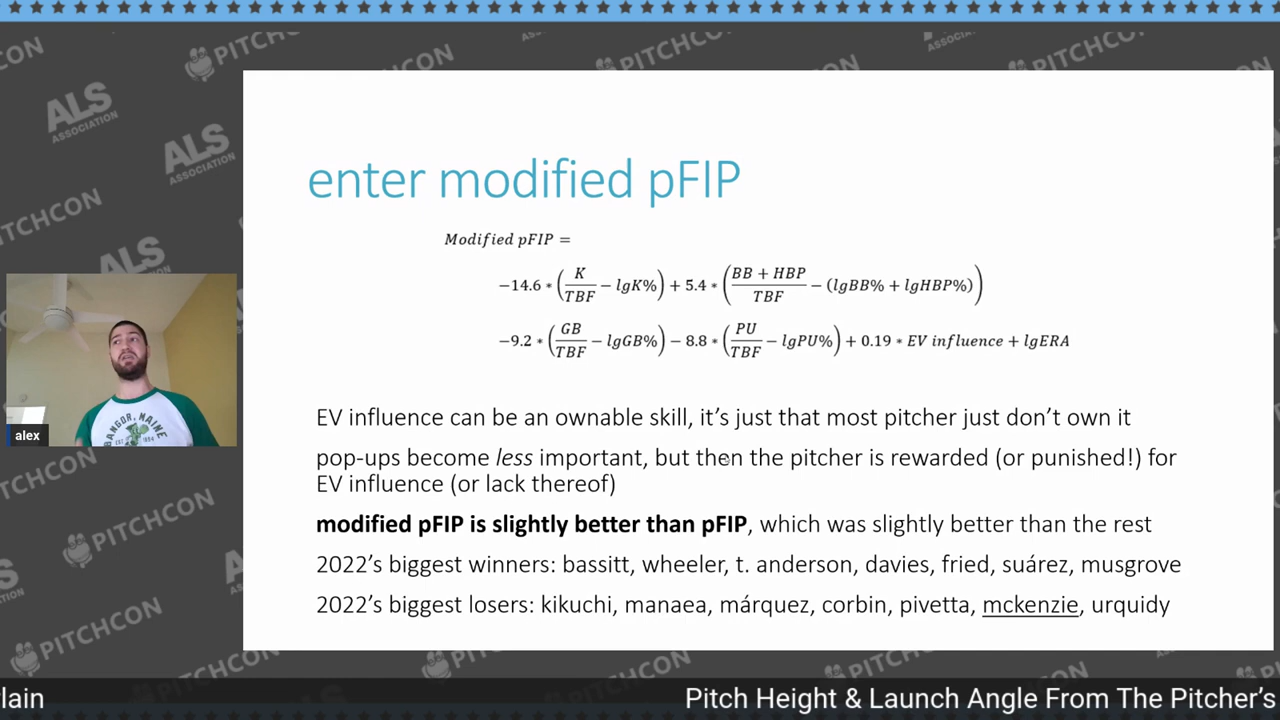 PITCHCON
ALS
ASSOCIATION
enter modified pFIP
Modified pFIP =
−14.6 * (K/TBF − lgK%) + 5.4 * (BB + HBP/TBF − (lgBB% + lgHBP%))
−9.2 * (GB/TBF − lgGB%) − 8.8 * (PU/TBF − lgPU%) + 0.19 * EV influence + lgERA
EV influence can be an ownable skill, it's just that most pitcher just don't own it
pop-ups become less important, but then the pitcher is rewarded (or punished!) for
EV influence (or lack thereof)
modified pFIP is slightly better than pFIP, which was slightly better than the rest
2022's biggest winners: bassitt, wheeler, t. anderson, davies, fried, suárez, musgrove
2022's biggest losers: kikuchi, manaea, márquez, corbin, pivetta, mckenzie, urquidy
BANGOR, MAINE
alex
lain
Pitch Height & Launch Angle From The Pitcher's